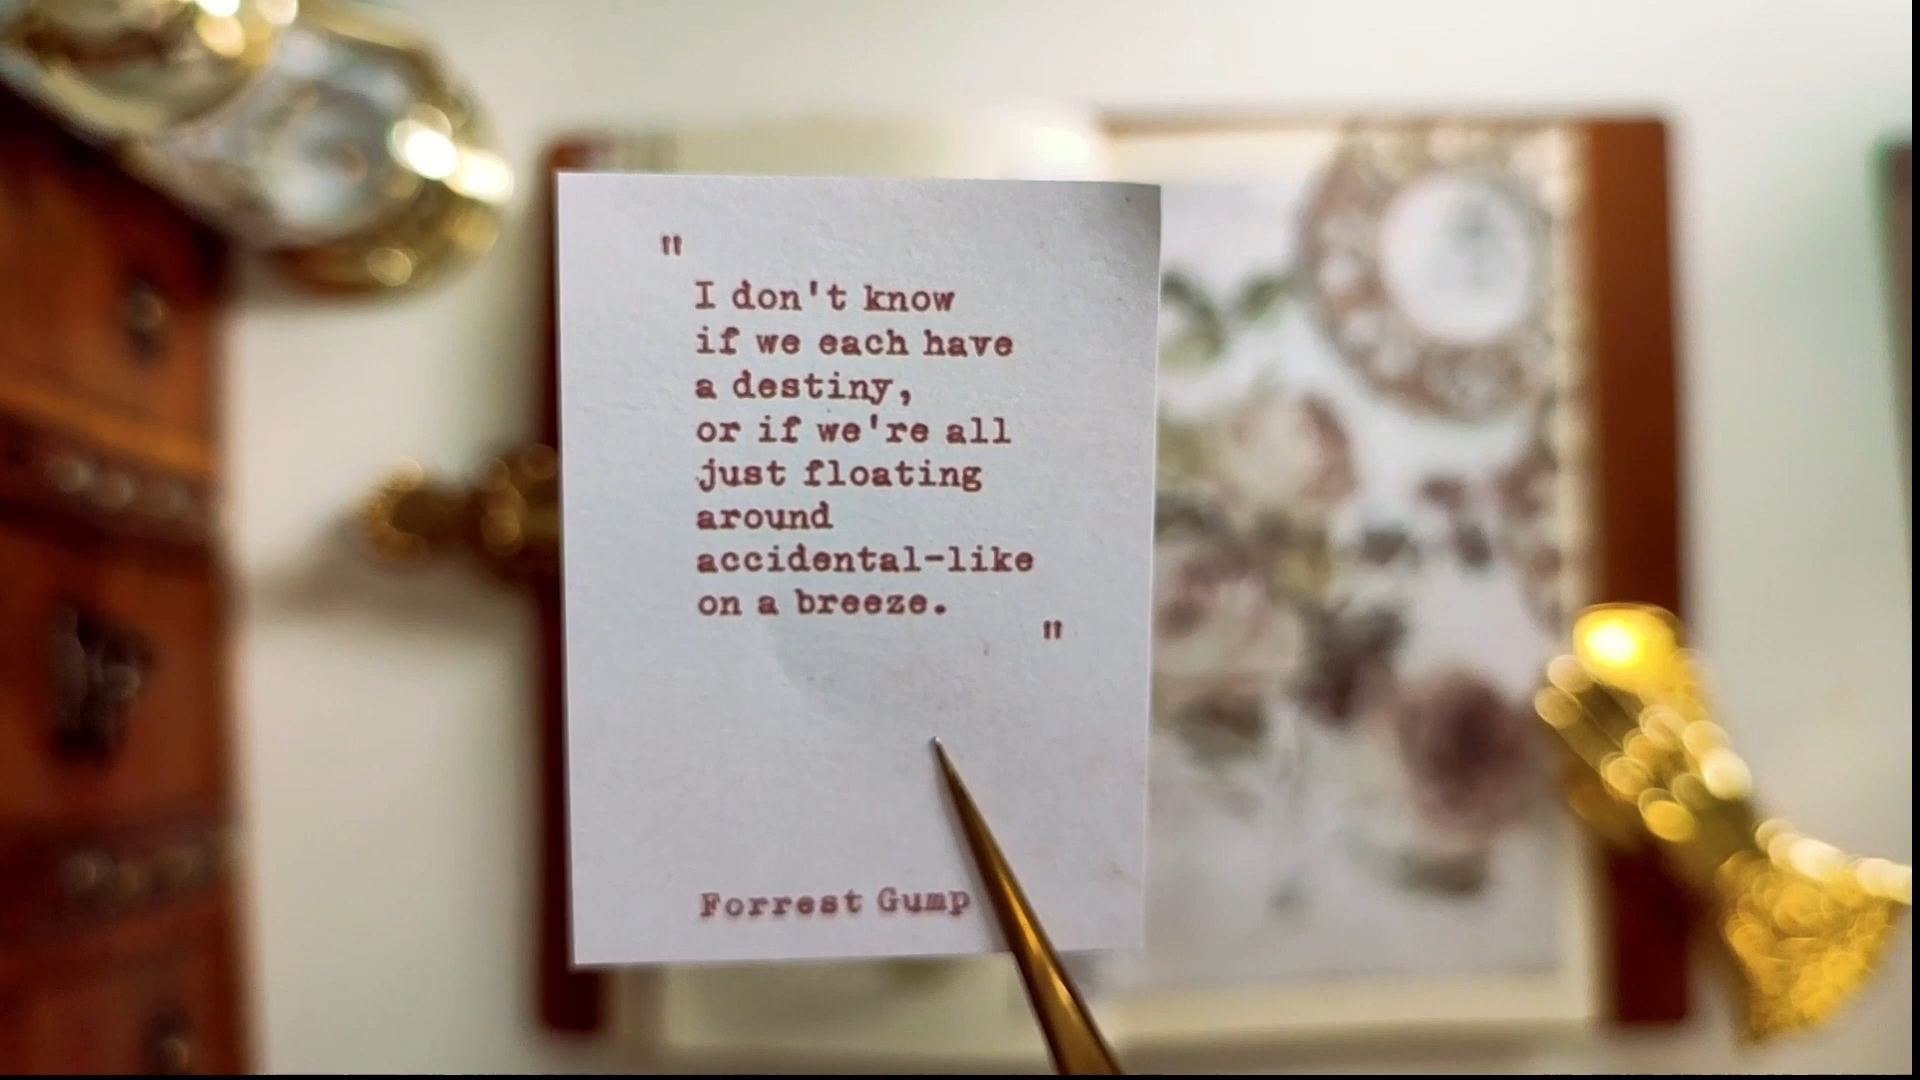 "
I don't know
if we each have
a destiny,
or if we're all
just floating
around
accidental-like
on a breeze.
"
Forrest Gump